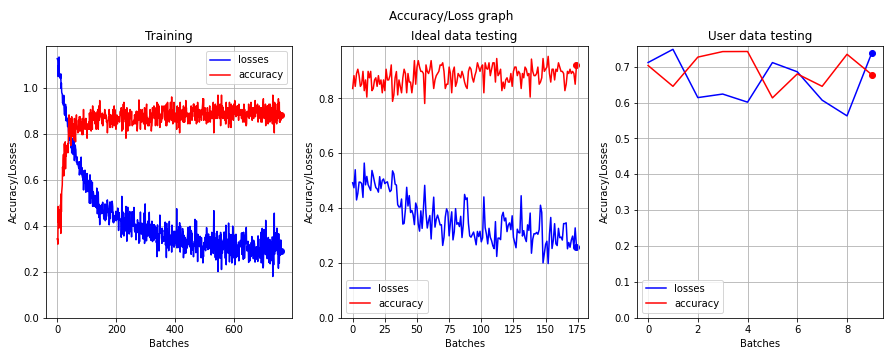 Accuracy/Loss graph
Training
Accuracy/Losses
1.0
0.8
0.6
0.4
0.2
0.0
0
200
400
600
Batches
losses
accuracy
Ideal data testing
Accuracy/Losses
0.8
0.6
0.4
0.2
0.0
0
25
50
75
100
125
150
175
Batches
losses
accuracy
User data testing
Accuracy/Losses
0.7
0.6
0.5
0.4
0.3
0.2
0.1
0.0
0
2
4
6
8
Batches
losses
accuracy